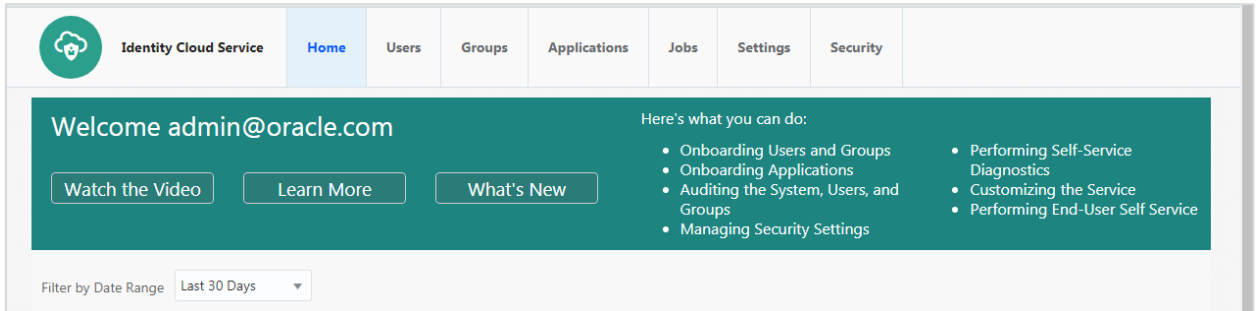 Identity Cloud Service Home Users Groups Applications Jobs Settings Security
Welcome admin@oracle.com
Watch the Video Learn More What's New
Here's what you can do:
• Onboarding Users and Groups
• Onboarding Applications
• Auditing the System, Users, and
Groups
• Managing Security Settings
• Performing Self-Service
Diagnostics
• Customizing the Service
• Performing End-User Self Service
Filter by Date Range Last 30 Days